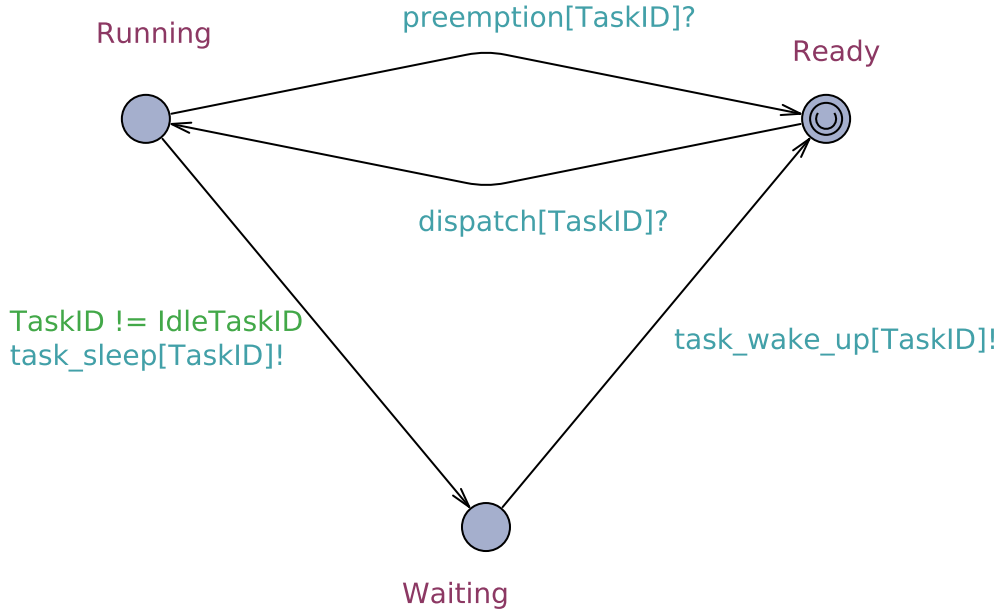 preemption[TaskID]?
Running
Ready
dispatch[TaskID]?
TaskID != IdleTaskID
task_sleep[TaskID]!
task_wake_up[TaskID]!
Waiting